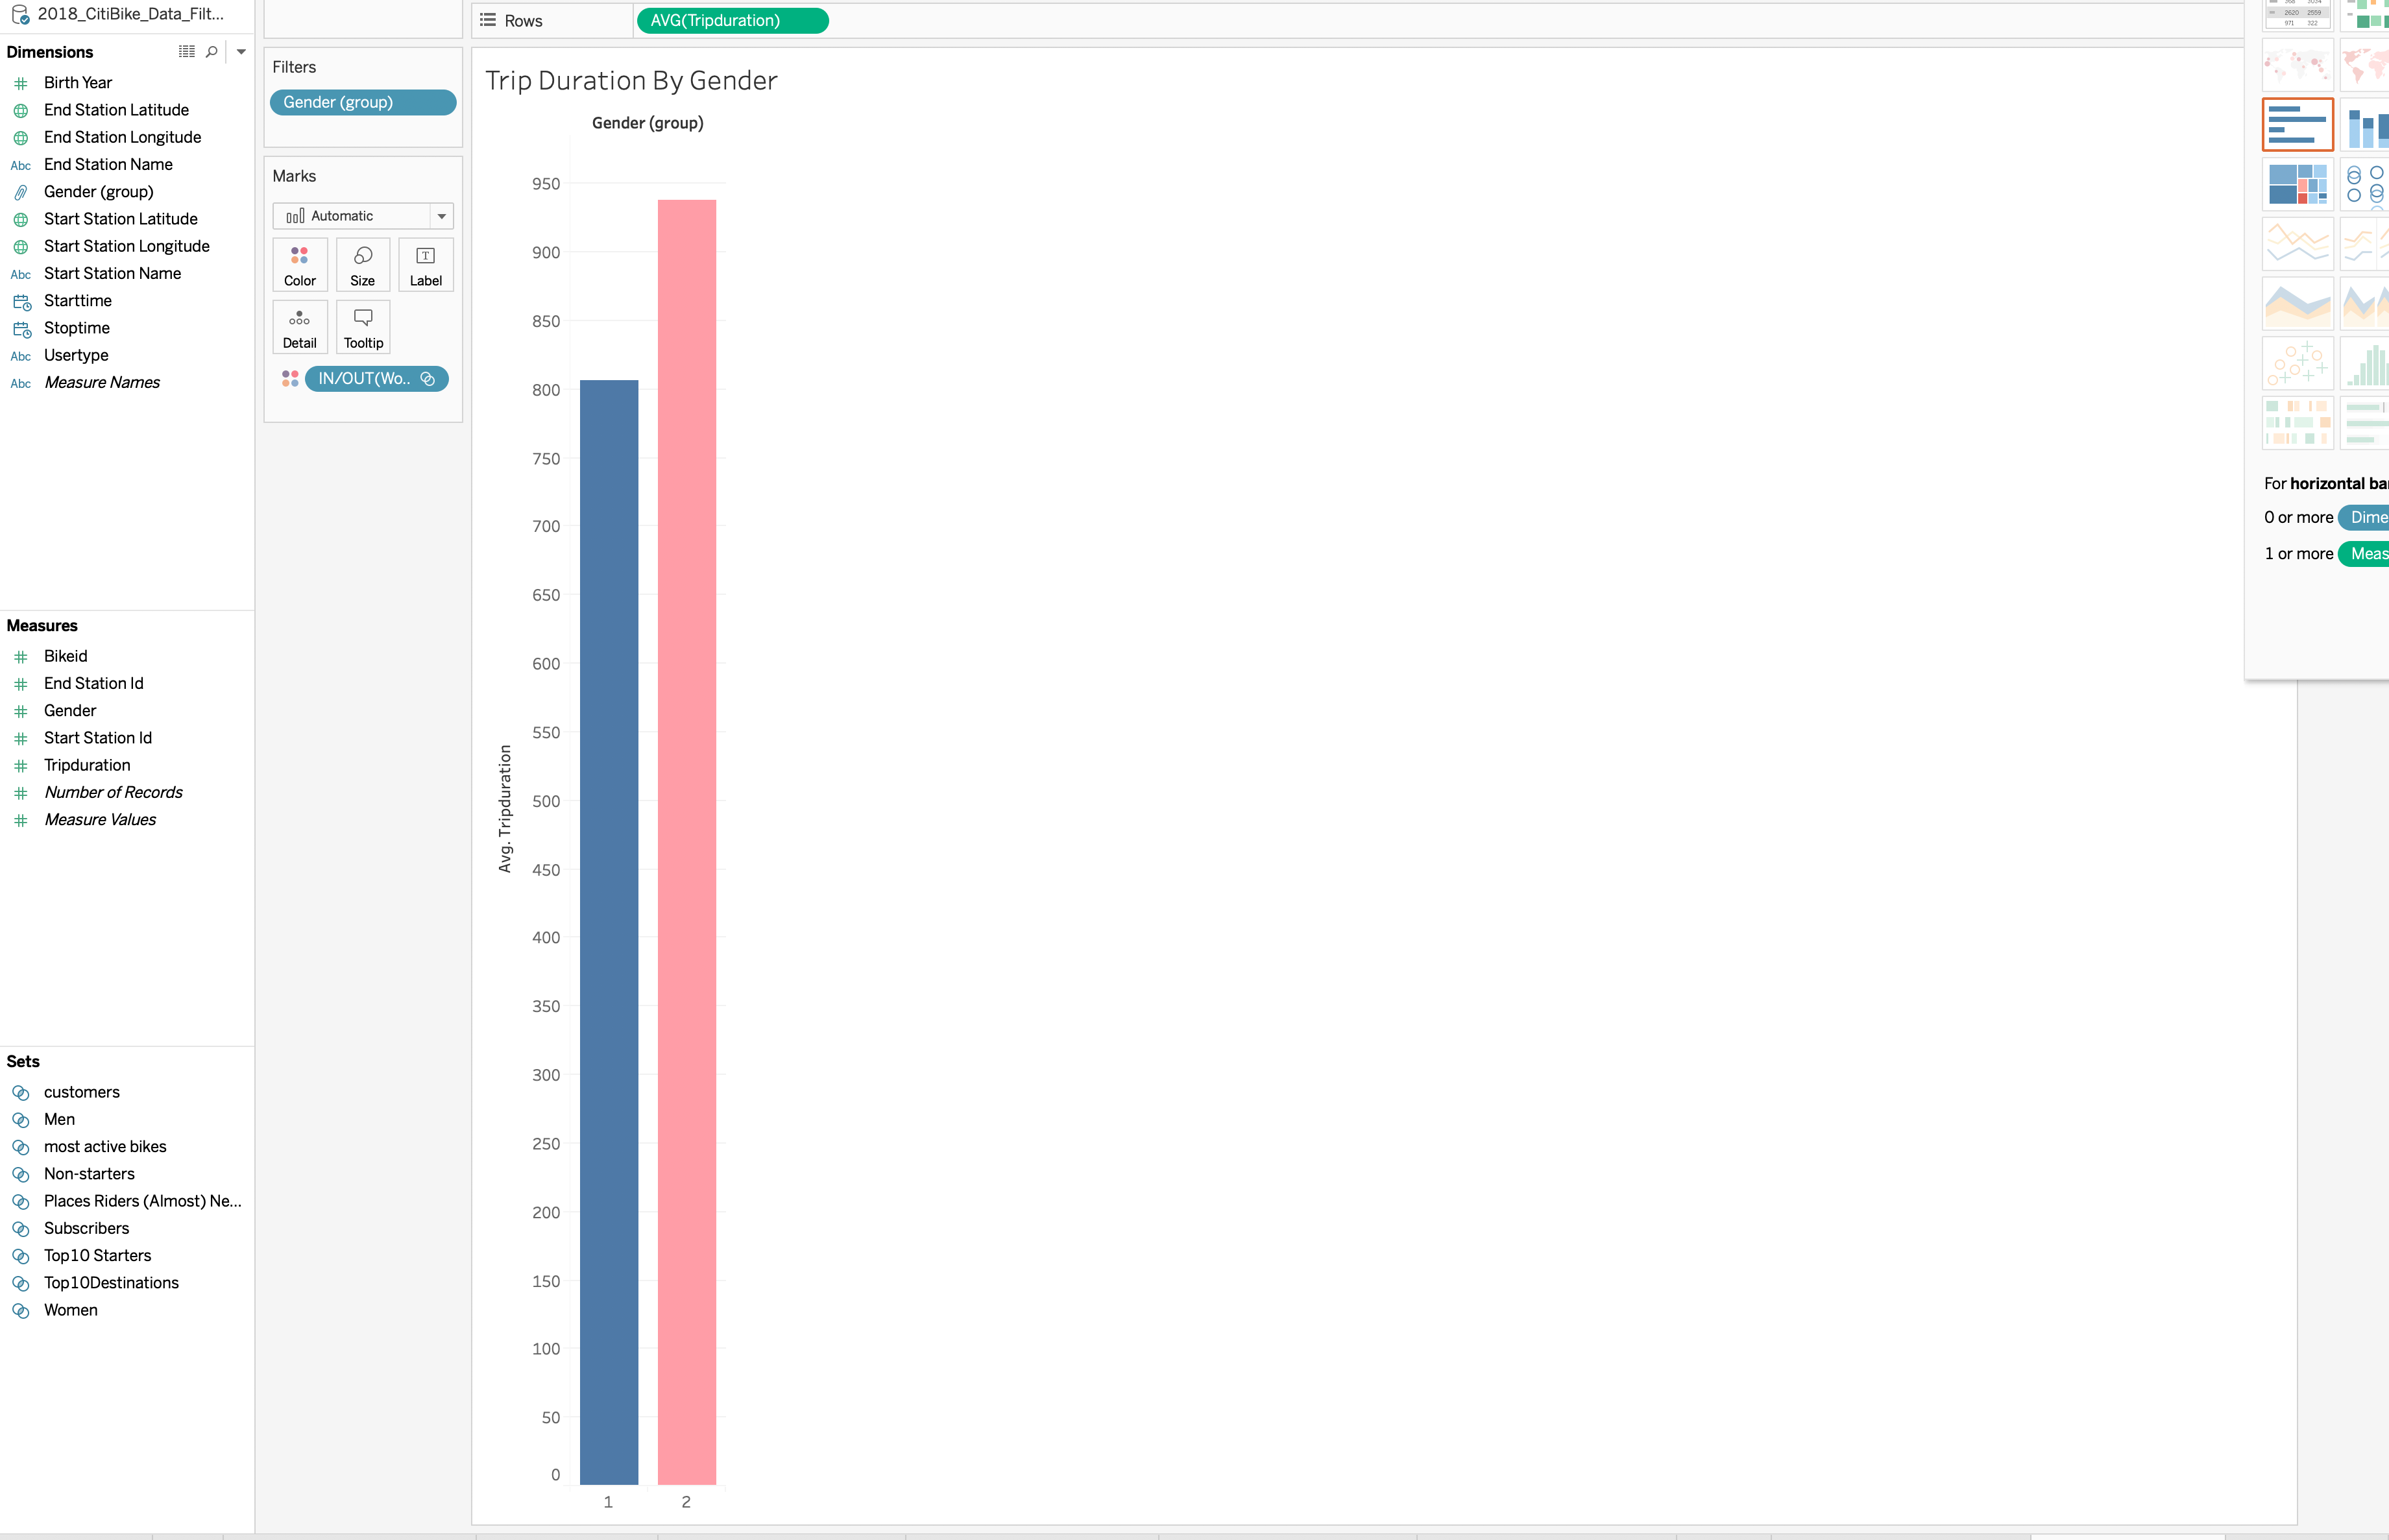 2018_CitiBike_Data_Filt...
Dimensions
Birth Year
End Station Latitude
End Station Longitude
Abc End Station Name
Gender (group)
Start Station Latitude
Start Station Longitude
Abc Start Station Name
Starttime
Stoptime
Abc Usertype
Abc Measure Names
Measures
Bikeid
End Station Id
Gender
Start Station Id
Tripduration
Number of Records
Measure Values
Sets
customers
Men
most active bikes
Non-starters
Places Riders (Almost) Ne...
Subscribers
Top10 Starters
Top10Destinations
Women
Filters
Gender (group)
Marks
Automatic
Color Size T Label
Detail Tooltip
IN/OUT(Wo..
Rows AVG(Tripduration)
Trip Duration By Gender
Gender (group)
950
900
850
800
750
700
650
600
550
500
450
400
350
300
250
200
150
100
50
0
Avg. Tripduration
1 2
2620 2559
971 322
For horizontal ba
0 or more Dime
1 or more Meas